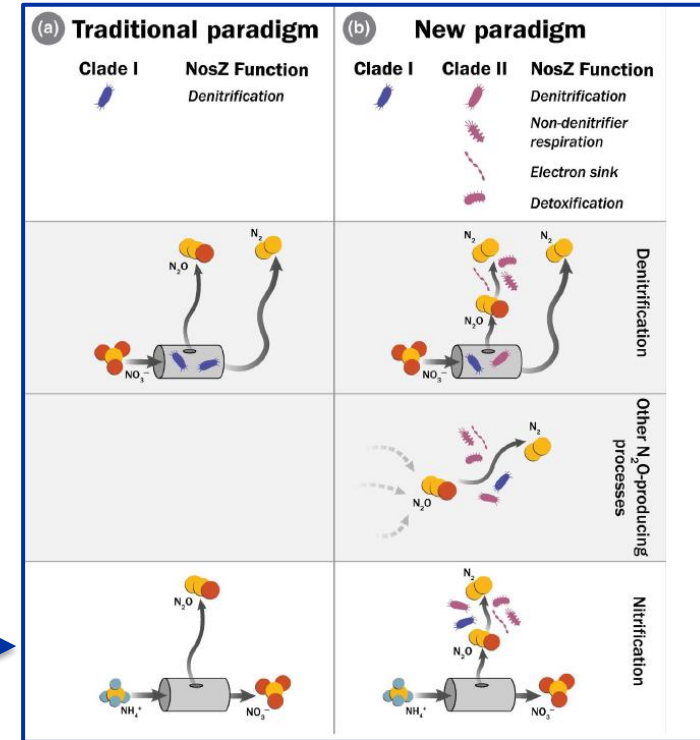 (a) Traditional paradigm
Clade I NosZ Function
Denitrification
(b) New paradigm
Clade I Clade II NosZ Function
Denitrification
Non-denitrifier
respiration
Electron sink
Detoxification
N₂O
N₂
NO₃⁻
N₂
N₂
N₂O
NO₃⁻
Denitrification
N₂
N₂O
Other N₂O-producing
processes
N₂O
NH₄⁺
NO₃⁻
N₂
N₂O
NH₄⁺
NO₃⁻
Nitrification